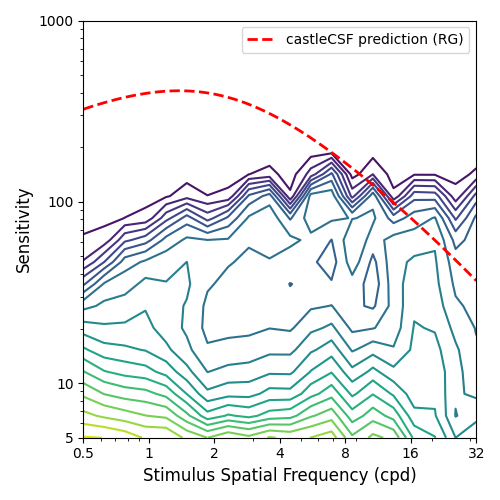 1000
castleCSF prediction (RG)
100
Sensitivity
10
5
0.5 1 2 4 8 16 32
Stimulus Spatial Frequency (cpd)